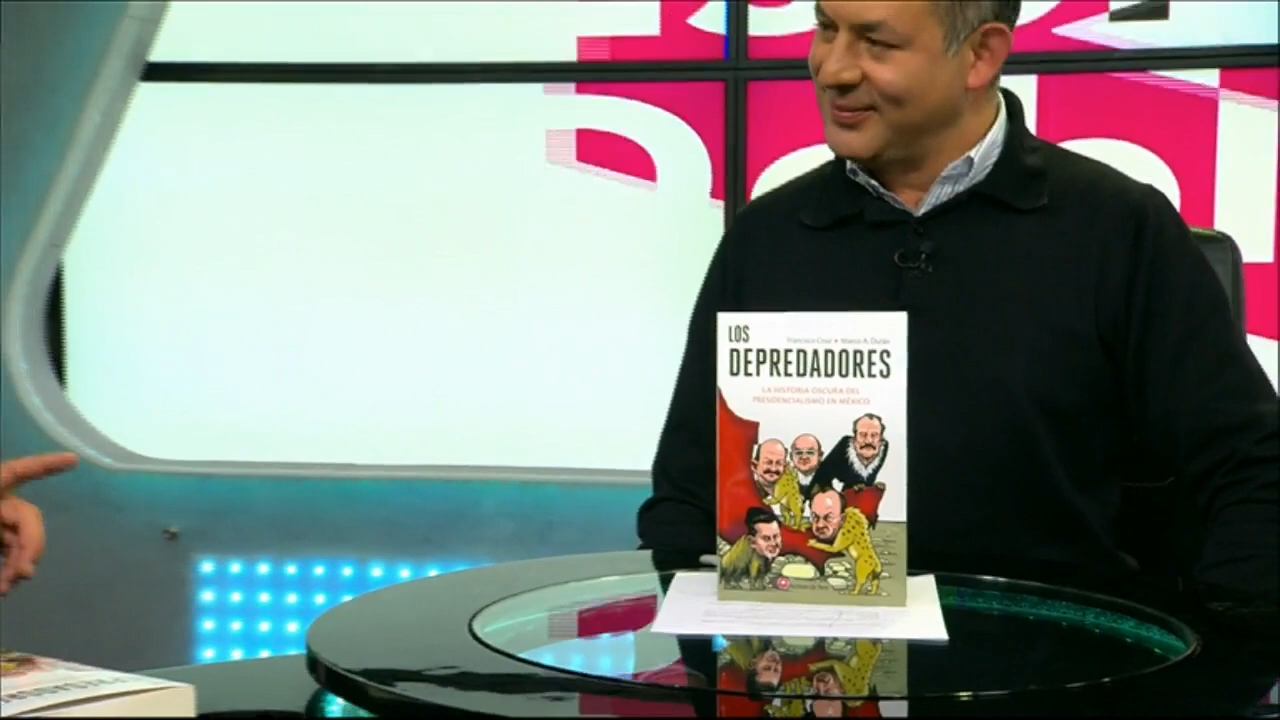 LOS
Francisco Cruz • Marco A. Durán
DEPREDADORES
LA HISTORIA OSCURA DEL
PRESIDENCIALISMO EN MÉXICO